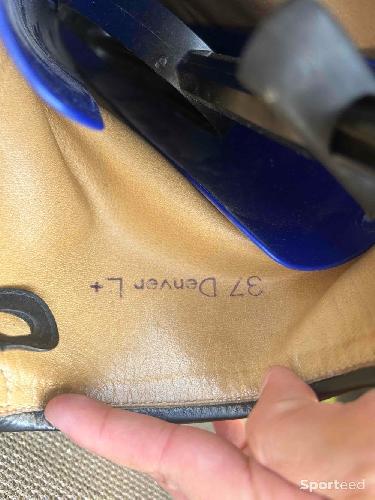 37 Denver L+
Sporteed